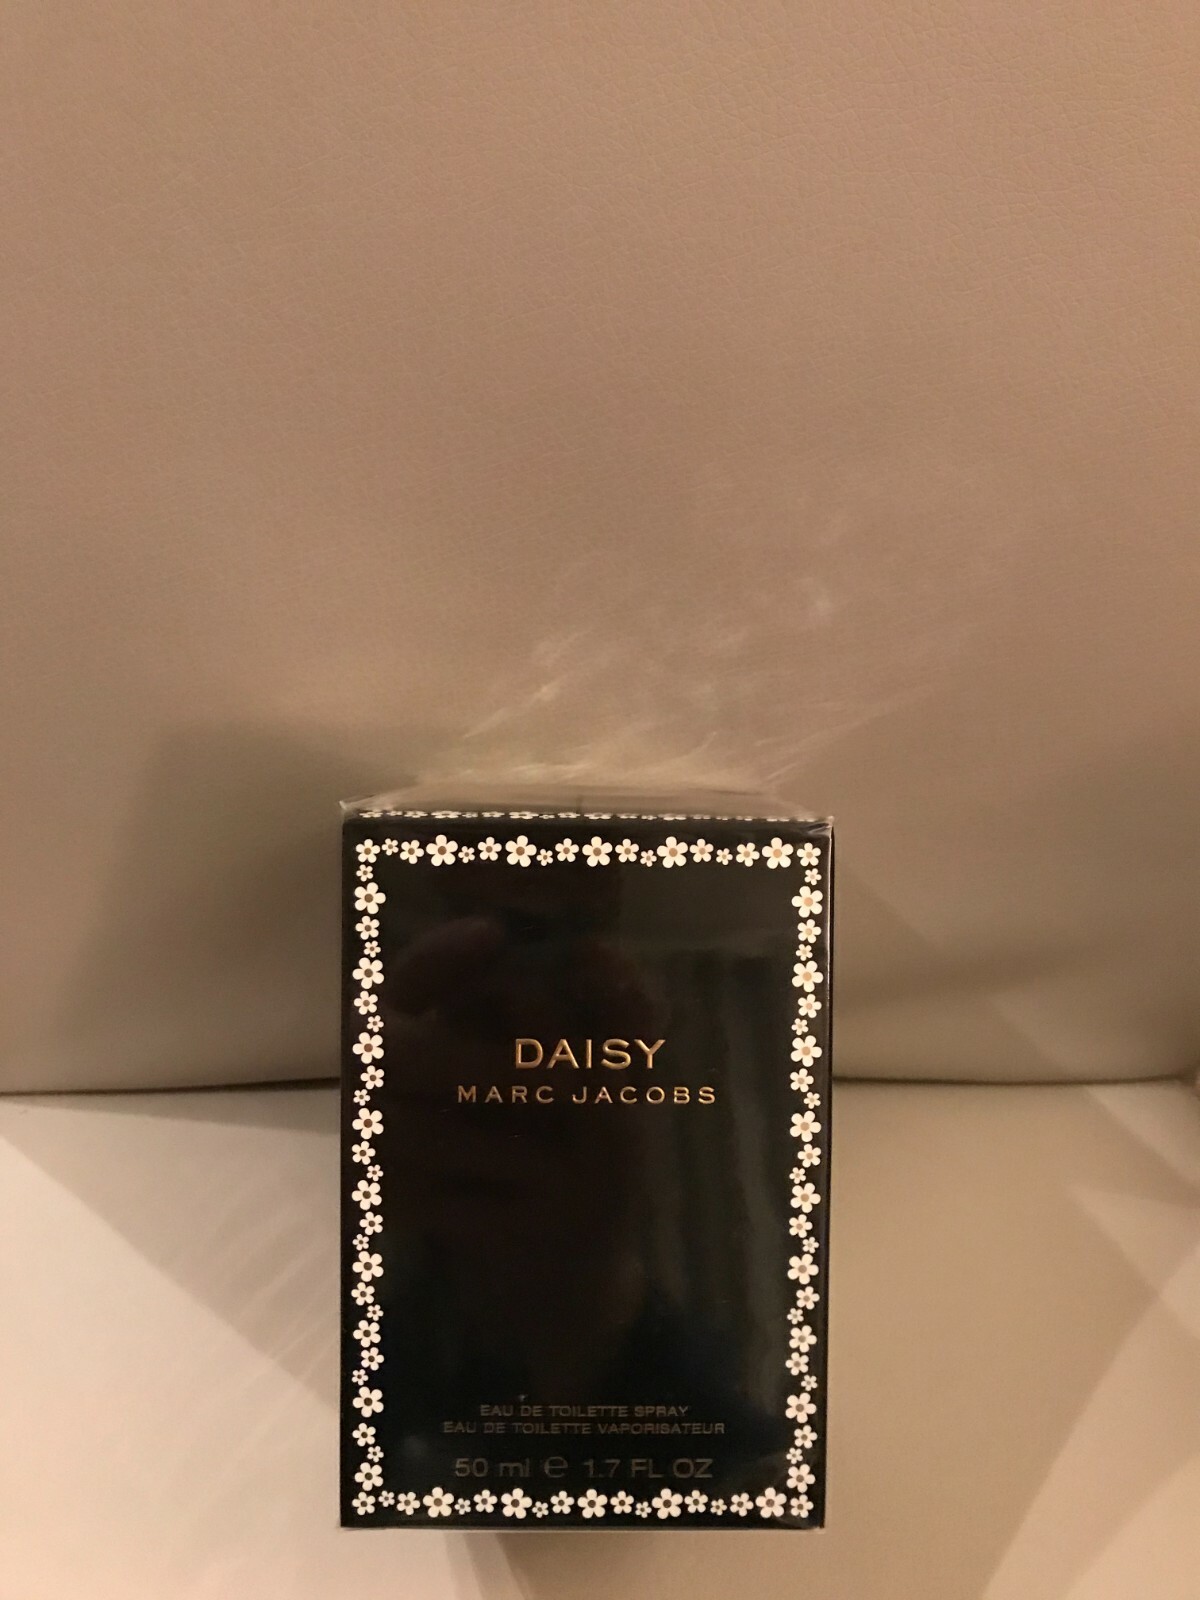 DAISY
MARC JACOBS
EAU DE TOILETTE SPRAY
EAU DE TOILETTE VAPORISATEUR
50 ml ℮ 1.7 FL OZ